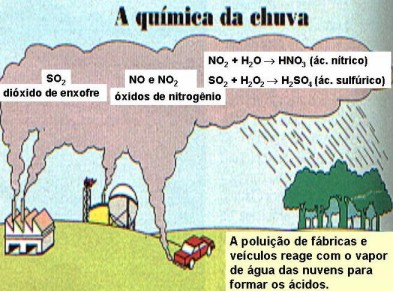 A química da chuva
NO₂ + H₂O → HNO₃ (ác. nítrico)
SO₂ + H₂O₂ → H₂SO₄ (ác. sulfúrico)
SO₂
dióxido de enxofre
NO e NO₂
óxidos de nitrogênio
A poluição de fábricas e
veículos reage com o vapor
de água das nuvens para
formar os ácidos.